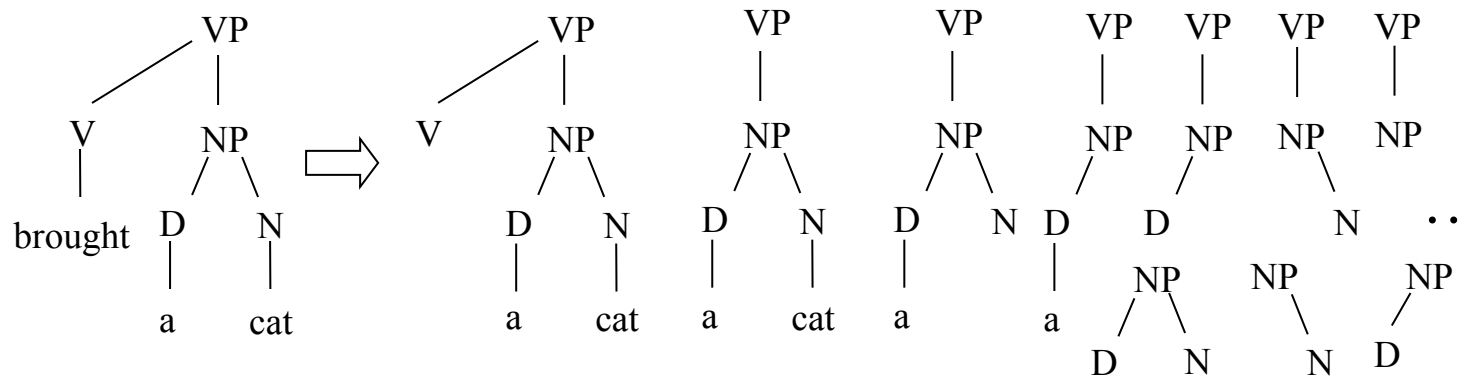 VP VP VP VP VP VP VP VP
V NP V NP NP NP NP NP NP NP
brought D N D N D N D N D D N ..
a cat a cat a cat a a NP NP NP
D N N D